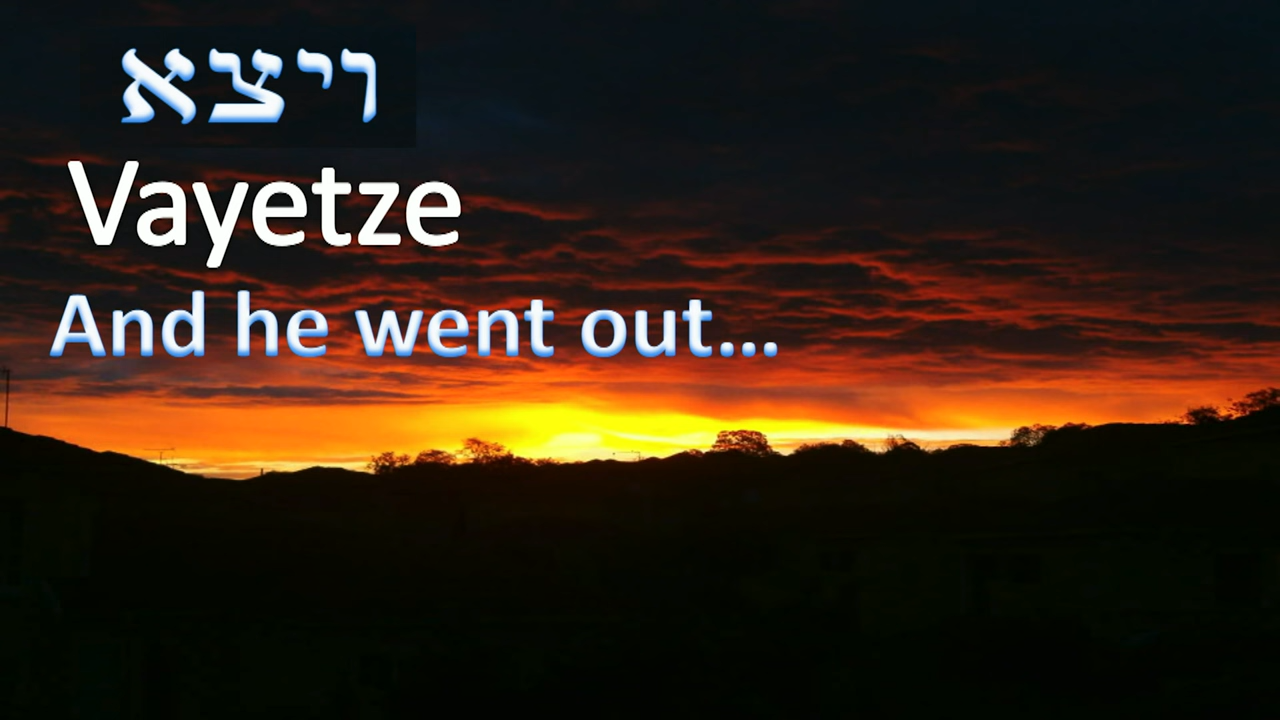 ויצא
Vayetze
And he went out...